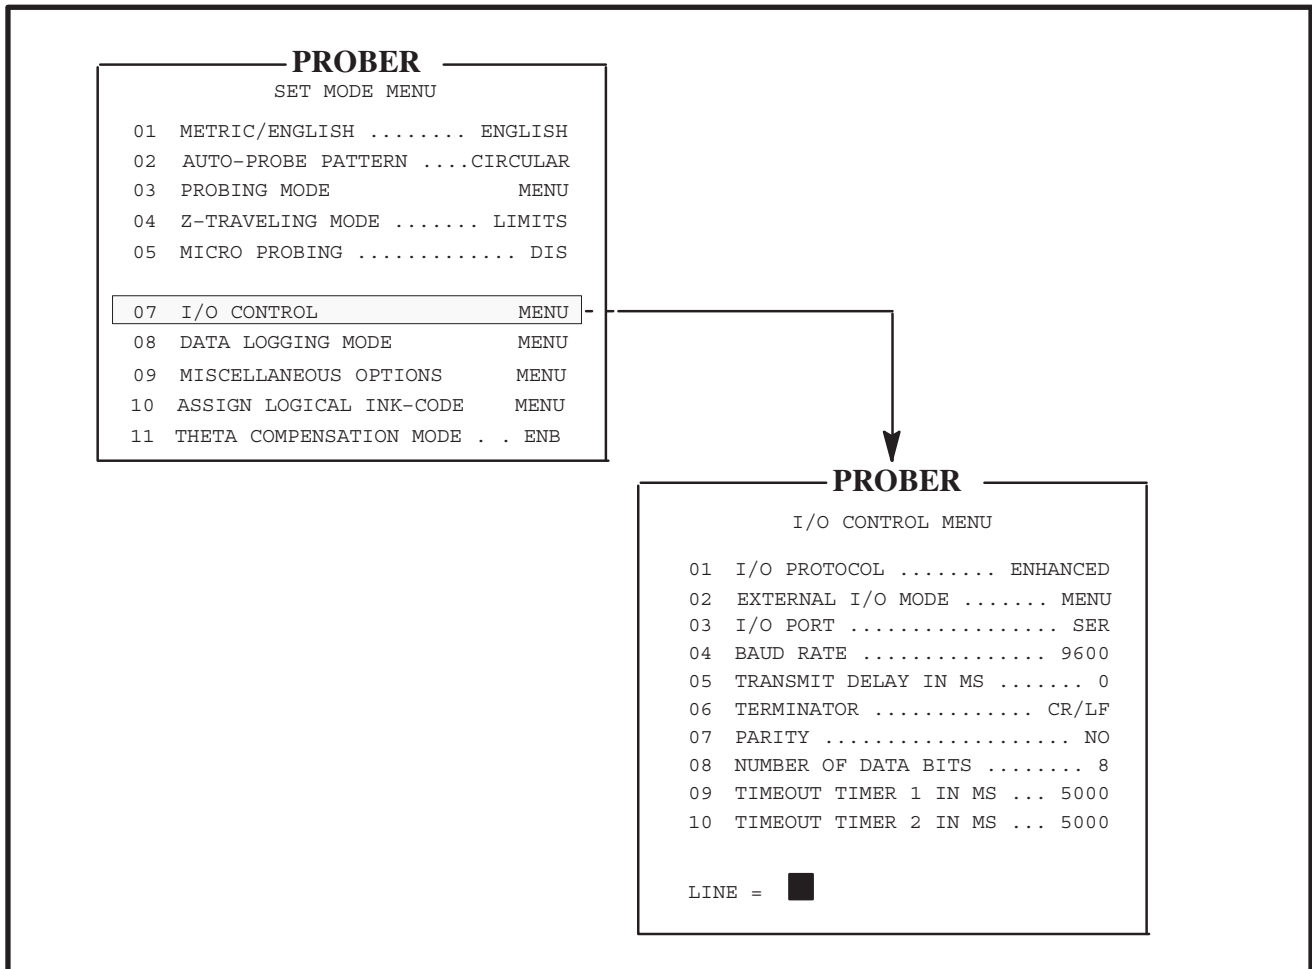 PROBER
SET MODE MENU
01 METRIC/ENGLISH ........ ENGLISH
02 AUTO-PROBE PATTERN ....CIRCULAR
03 PROBING MODE MENU
04 Z-TRAVELING MODE ....... LIMITS
05 MICRO PROBING ............. DIS
07 I/O CONTROL MENU
08 DATA LOGGING MODE MENU
09 MISCELLANEOUS OPTIONS MENU
10 ASSIGN LOGICAL INK-CODE MENU
11 THETA COMPENSATION MODE . . ENB
PROBER
I/O CONTROL MENU
01 I/O PROTOCOL ........ ENHANCED
02 EXTERNAL I/O MODE ....... MENU
03 I/O PORT ................. SER
04 BAUD RATE ............... 9600
05 TRANSMIT DELAY IN MS ....... 0
06 TERMINATOR ............. CR/LF
07 PARITY .................... NO
08 NUMBER OF DATA BITS ........ 8
09 TIMEOUT TIMER 1 IN MS ... 5000
10 TIMEOUT TIMER 2 IN MS ... 5000
LINE =